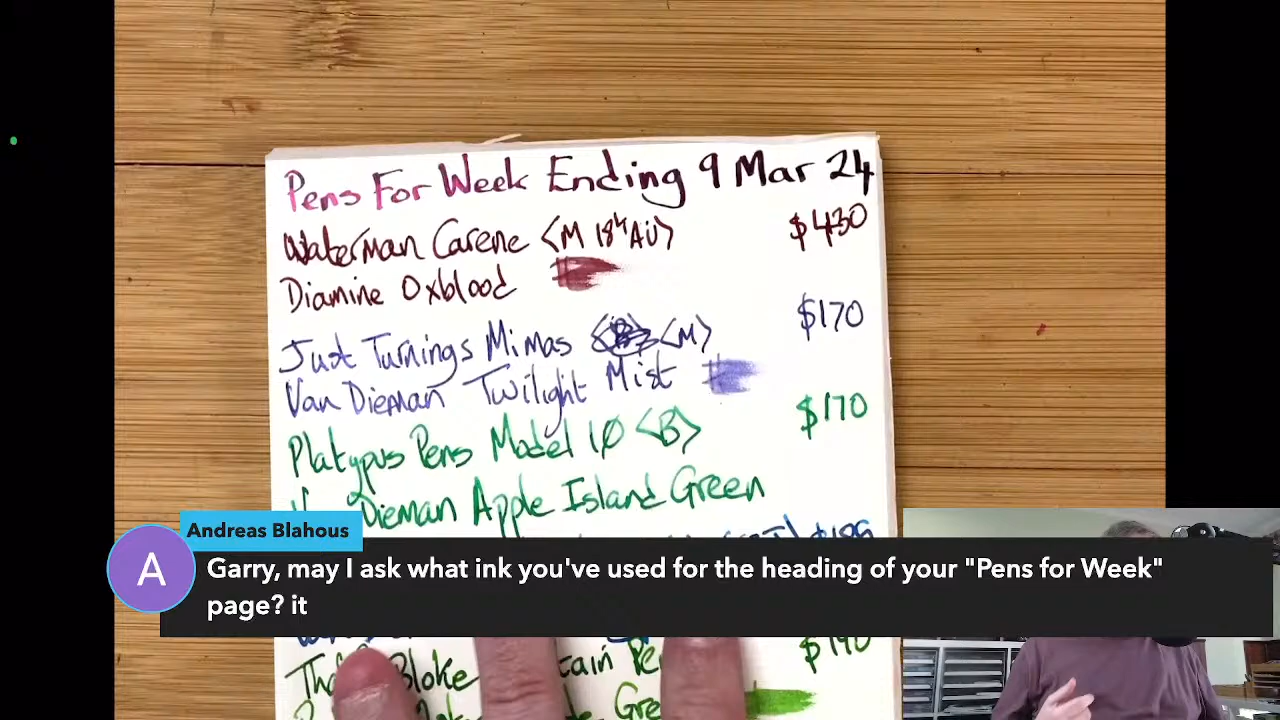 Pens For Week Ending 9 Mar 24
Waterman Carene <M 18k AU> $430
Diamine Oxblood
Just Turnings Mimas <M> $170
Van Dieman Twilight Mist
Platypus Pens Model 10 <B> $170
Dieman Apple Island Green
Andreas Blahous
A
Garry, may I ask what ink you've used for the heading of your "Pens for Week"
page? it
Bloke $190